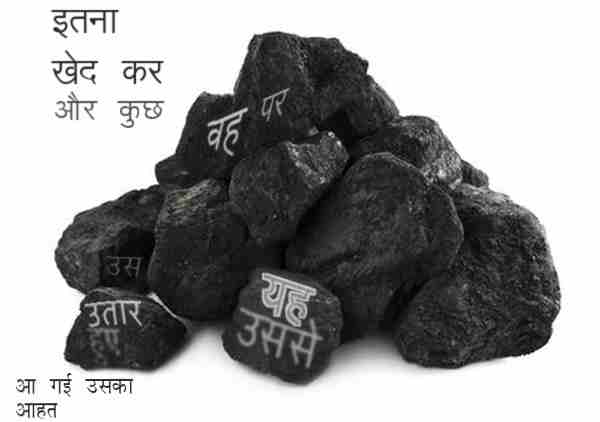 इतना
खेद कर
और कुछ
वह पर
उस
यह
उतार
उससे
आ गई उसका
आहत